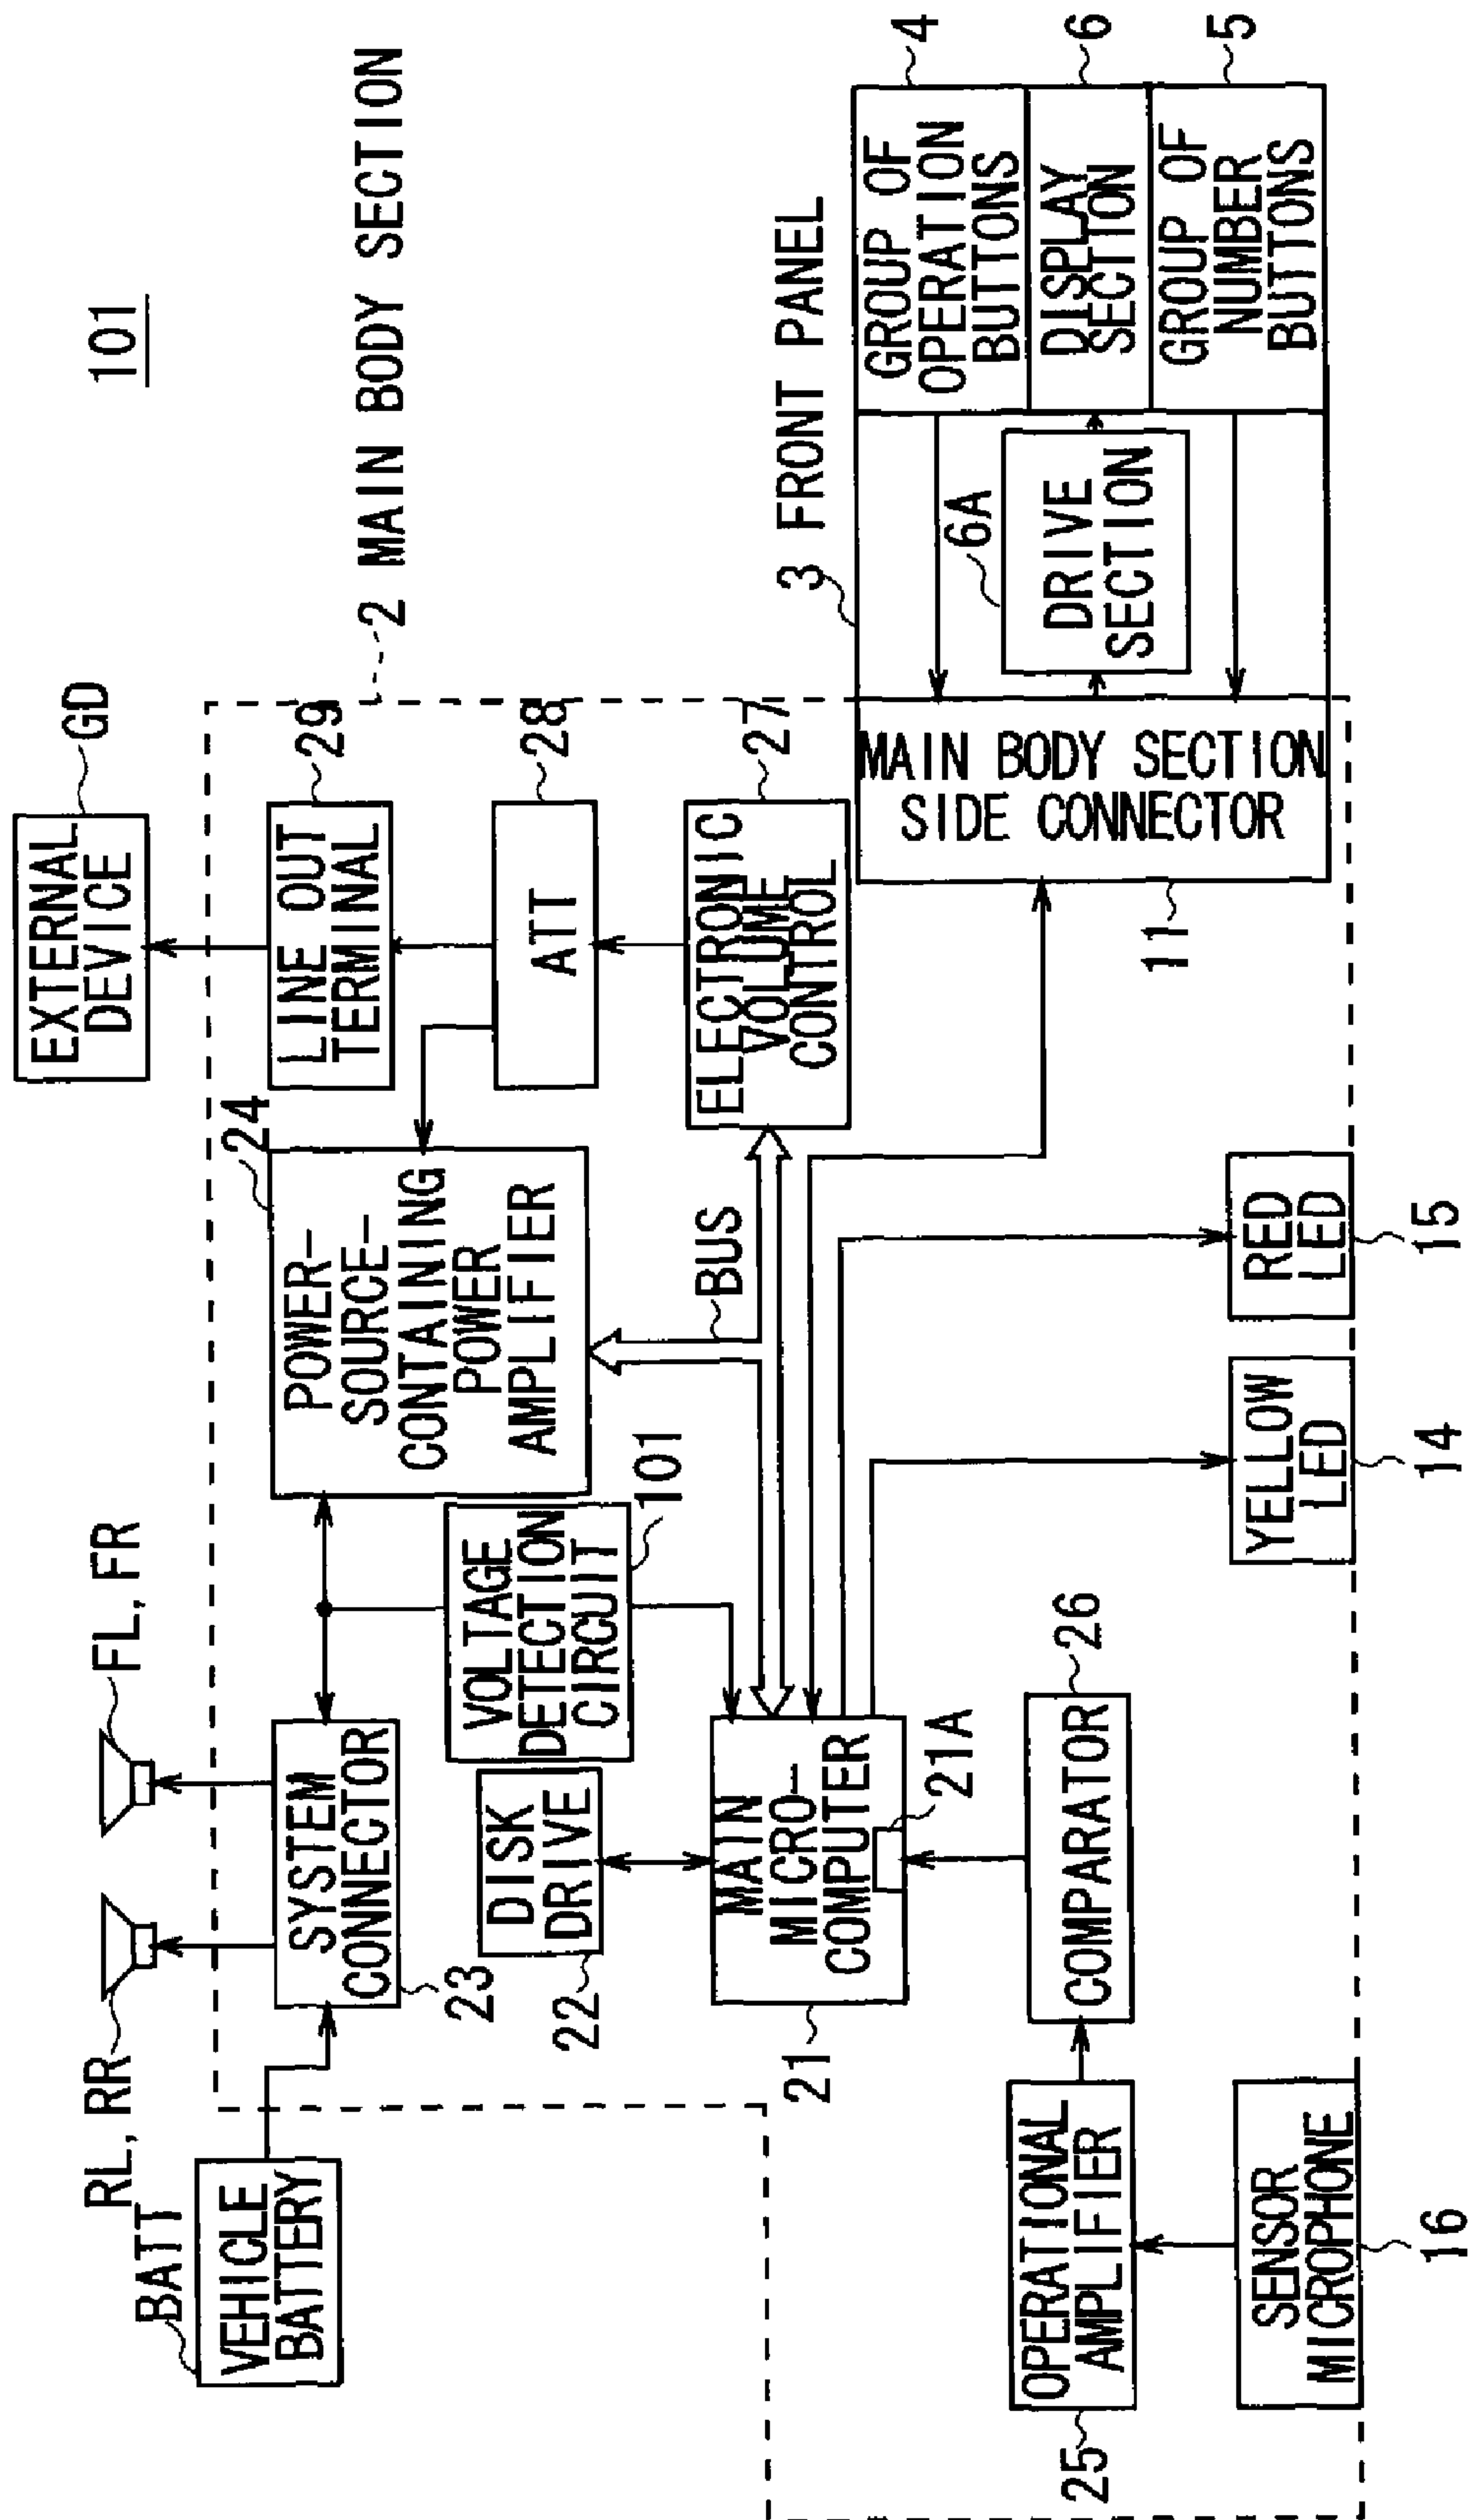 101
2 MAIN BODY SECTION
RL, RR
FL, FR
GD
EXTERNAL
DEVICE
BATT
VEHICLE
BATTERY
SYSTEM
CONNECTOR
23
24
POWER-
SOURCE-
CONTAINING
POWER
AMPLIFIER
29
LINE OUT
TERMINAL
28
ATT
VOLTAGE
DETECTION
CIRCUIT
101
DISK
DRIVE
22
BUS
27
ELECTRONIC
VOLUME
CONTROL
MAIN
MICRO-
COMPUTER
21
21A
3 FRONT PANEL
4
GROUP OF
OPERATION
BUTTONS
6
DISPLAY
SECTION
5
GROUP OF
NUMBER
BUTTONS
6A
DRIVE
SECTION
MAIN BODY SECTION
SIDE CONNECTOR
11
25
OPERATIONAL
AMPLIFIER
26
COMPARATOR
SENSOR
MICROPHONE
16
YELLOW
LED
14
RED
LED
15